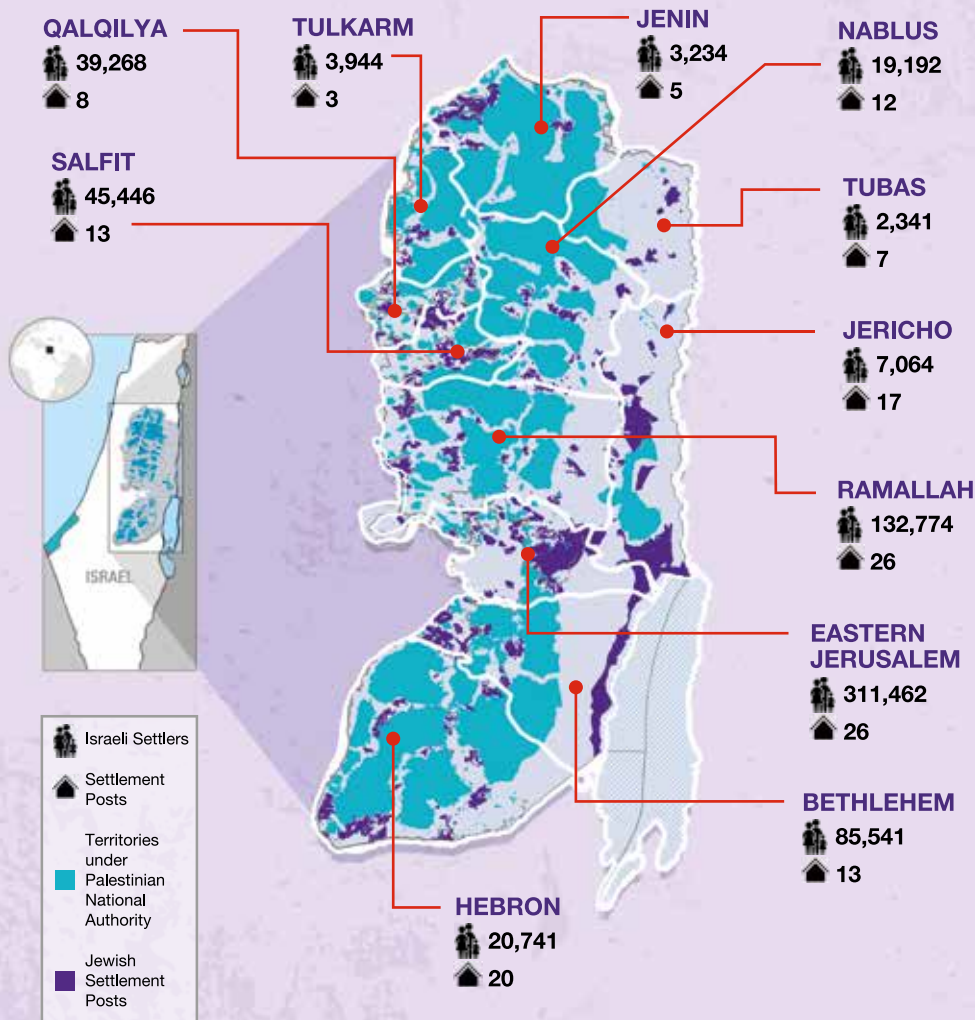 QALQILYA
39,268
8
TULKARM
3,944
3
JENIN
3,234
5
NABLUS
19,192
12
SALFIT
45,446
13
TUBAS
2,341
7
JERICHO
7,064
17
RAMALLAH
132,774
26
EASTERN
JERUSALEM
311,462
26
BETHLEHEM
85,541
13
HEBRON
20,741
20
ISRAEL
Israeli Settlers
Settlement
Posts
Territories
under
Palestinian
National
Authority
Jewish
Settlement
Posts